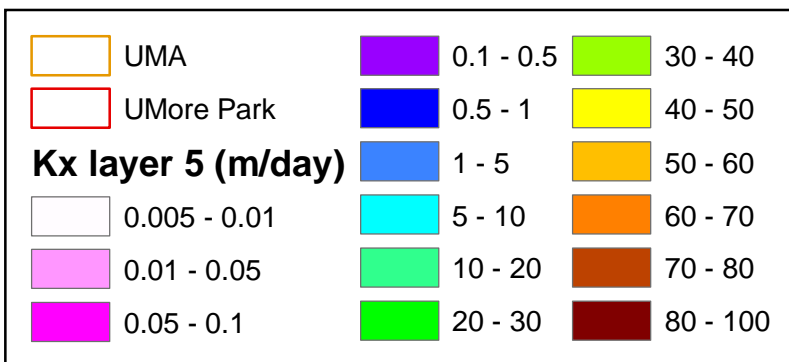 UMA
UMore Park
Kx layer 5 (m/day)
0.005 - 0.01
0.01 - 0.05
0.05 - 0.1
0.1 - 0.5
0.5 - 1
1 - 5
5 - 10
10 - 20
20 - 30
30 - 40
40 - 50
50 - 60
60 - 70
70 - 80
80 - 100